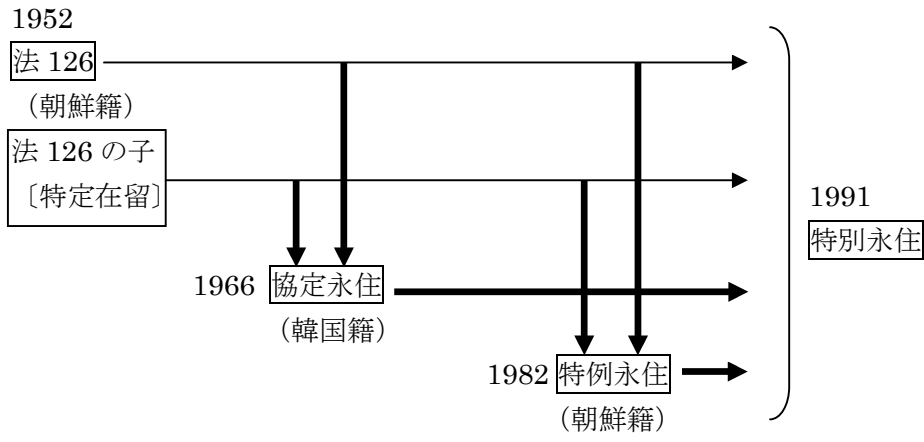 1952
法 126
（朝鮮籍）
法 126 の子
〔特定在留〕
1966 協定永住
（韓国籍）
1982 特例永住
（朝鮮籍）
1991
特別永住